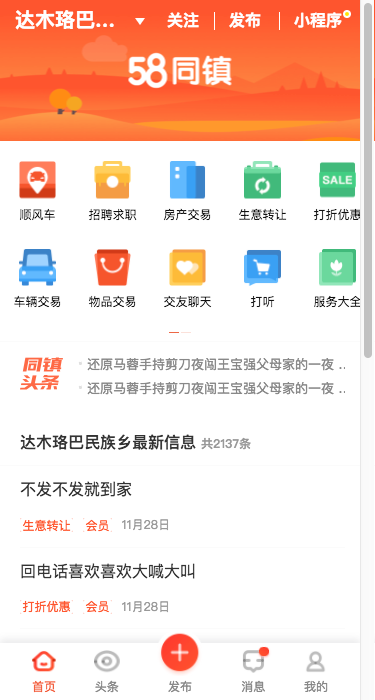 达木珞巴... 关注 发布 小程序
58同镇
顺风车 招聘求职 房产交易 生意转让 打折优惠
SALE
车辆交易 物品交易 交友聊天 打听 服务大全
同镇头条
还原马蓉手持剪刀夜闯王宝强父母家的一夜 ..
还原马蓉手持剪刀夜闯王宝强父母家的一夜 ..
达木珞巴民族乡最新信息 共2137条
不发不发就到家
生意转让 会员 11月28日
回电话喜欢喜欢大喊大叫
打折优惠 会员 11月28日
首页 头条 发布 消息 我的